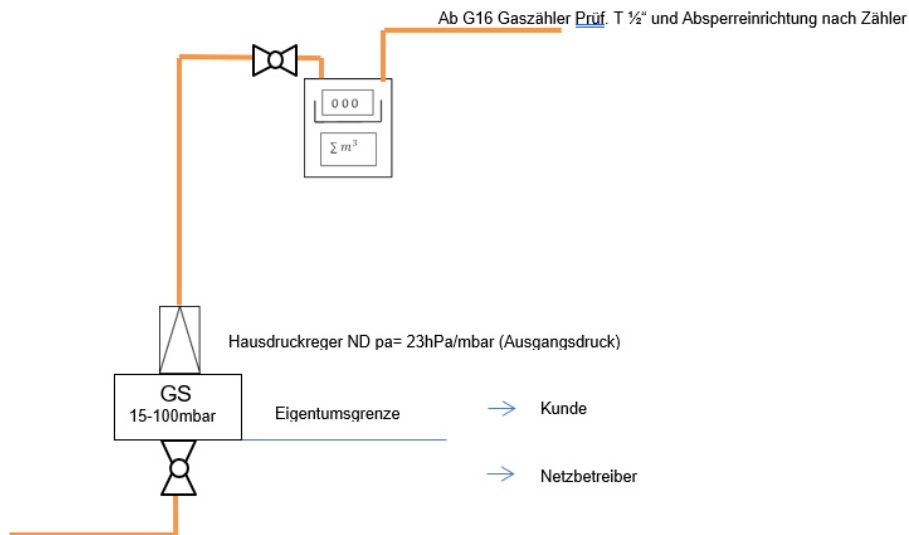 Ab G16 Gaszähler Prüf. T ½“ und Absperreinrichtung nach Zähler
000
∑ m³
Hausdruckreger ND pa= 23hPa/mbar (Ausgangsdruck)
GS
15-100mbar
Eigentumsgrenze
Kunde
Netzbetreiber